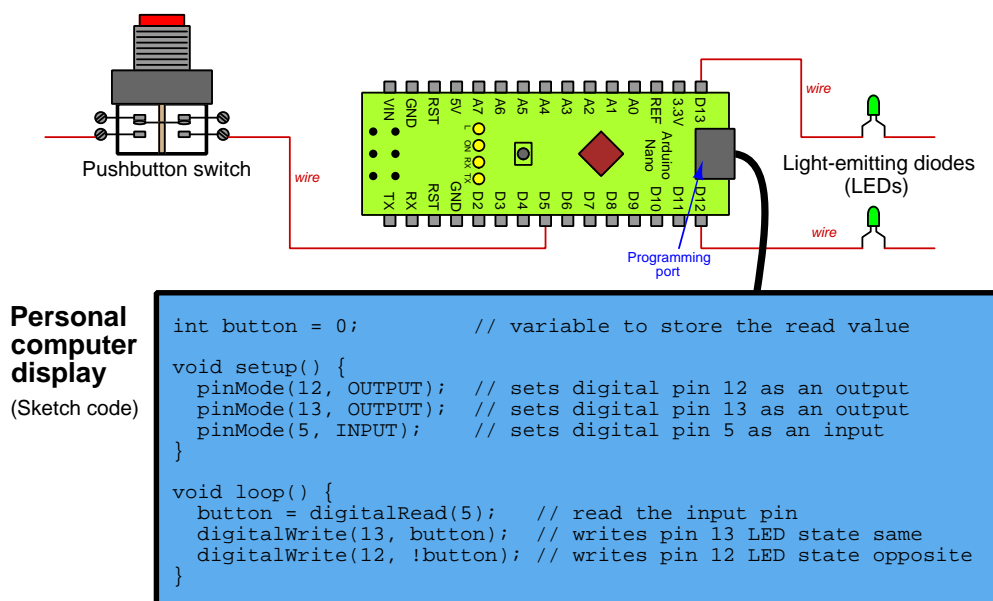 Pushbutton switch
wire
VIN
GND
RST
5V
A7
A6
A5
A4
A3
A2
A1
A0
REF
3.3V
D13
L
ON
RX
TX
Arduino
Nano
TX
RX
RST
GND
D2
D3
D4
D5
D6
D7
D8
D9
D10
D11
D12
wire
Light-emitting diodes
(LEDs)
wire
Programming
port
Personal
computer
display
(Sketch code)
int button = 0;          // variable to store the read value
void setup() {
  pinMode(12, OUTPUT);  // sets digital pin 12 as an output
  pinMode(13, OUTPUT);  // sets digital pin 13 as an output
  pinMode(5, INPUT);    // sets digital pin 5 as an input
}
void loop() {
  button = digitalRead(5);   // read the input pin
  digitalWrite(13, button);  // writes pin 13 LED state same
  digitalWrite(12, !button); // writes pin 12 LED state opposite
}